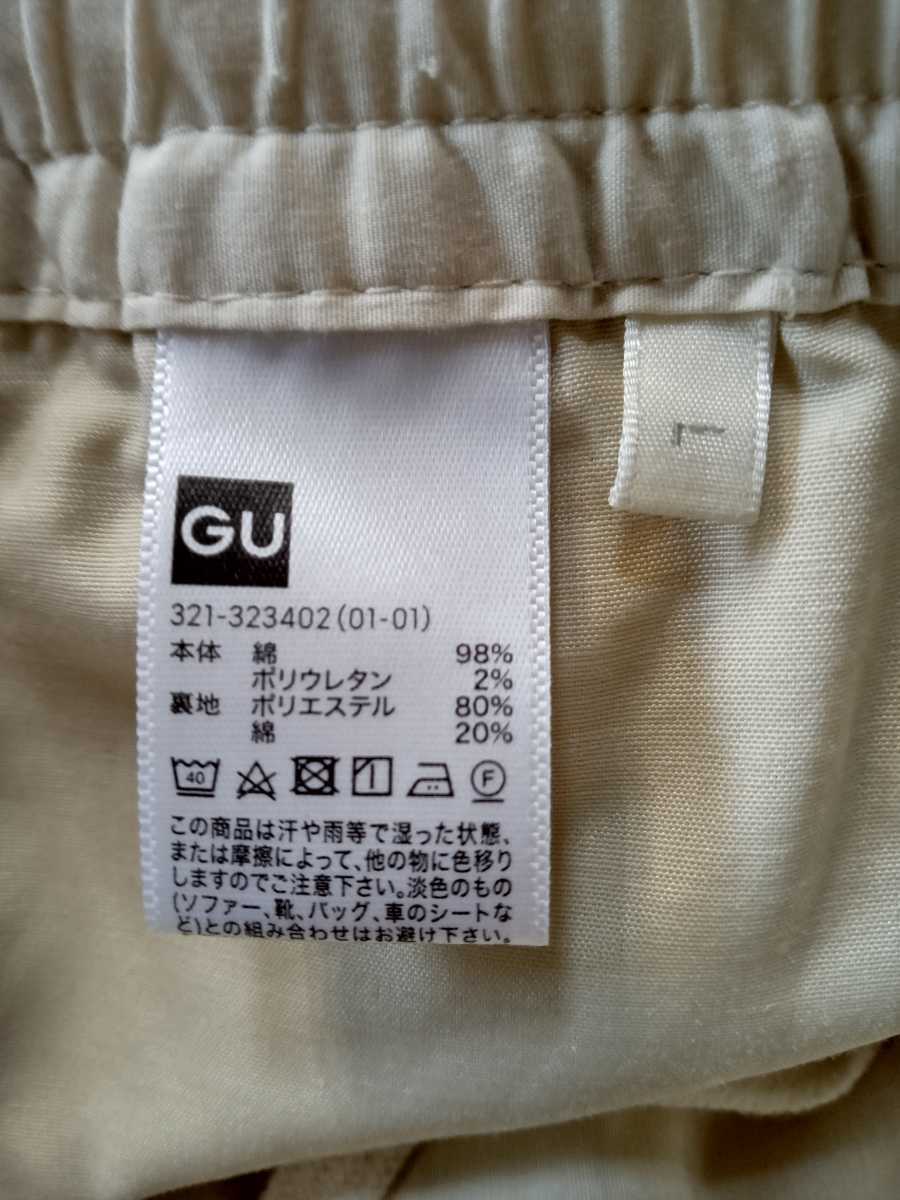 GU
L
321-323402(01-01)
本体 綿 98%
ポリウレタン 2%
裏地 ポリエステル 80%
綿 20%
40
F
この商品は汗や雨等で湿った状態、
または摩擦によって、他の物に色移り
しますのでご注意下さい。淡色のもの
(ソファー、靴、バッグ、車のシートな
ど)との組み合わせはお避け下さい。